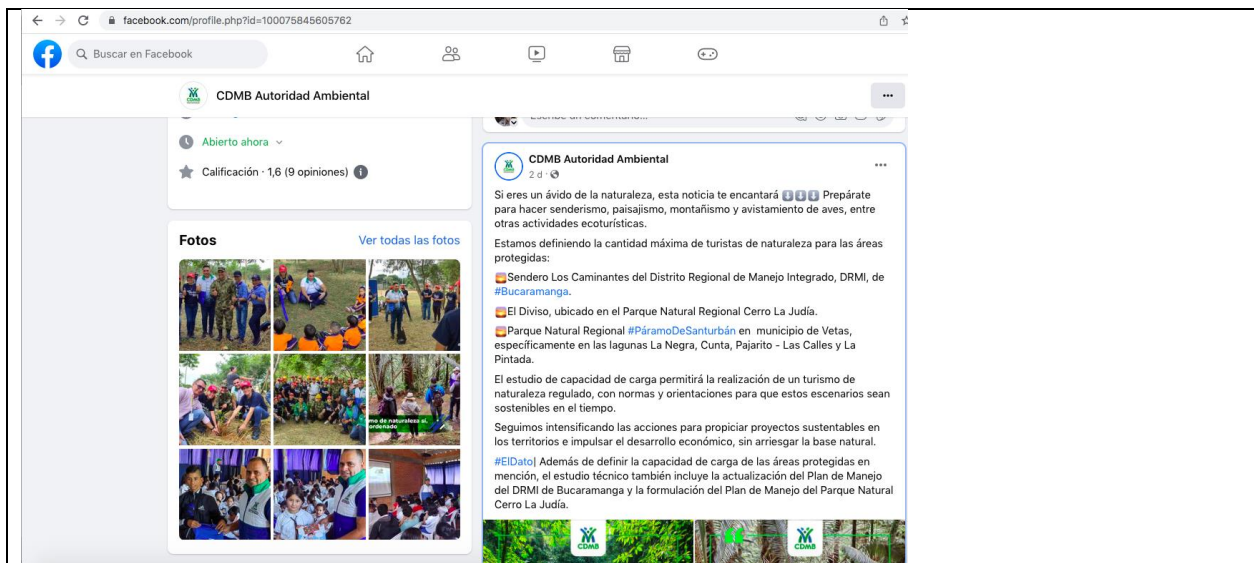 facebook.com/profile.php?id=100075845605762
Buscar en Facebook
CDMB Autoridad Ambiental
Abierto ahora
Calificación · 1,6 (9 opiniones)
Fotos
Ver todas las fotos
mo de naturaleza sí,
ordenado
Escribe un comentario...
CDMB Autoridad Ambiental
2 d
Si eres un ávido de la naturaleza, esta noticia te encantará ⬇⬇⬇ Prepárate
para hacer senderismo, paisajismo, montañismo y avistamiento de aves, entre
otras actividades ecoturísticas.
Estamos definiendo la cantidad máxima de turistas de naturaleza para las áreas
protegidas:
🌄Sendero Los Caminantes del Distrito Regional de Manejo Integrado, DRMI, de
#Bucaramanga.
🌄El Diviso, ubicado en el Parque Natural Regional Cerro La Judía.
🌄Parque Natural Regional #PáramoDeSanturbán en municipio de Vetas,
específicamente en las lagunas La Negra, Cunta, Pajarito - Las Calles y La
Pintada.
El estudio de capacidad de carga permitirá la realización de un turismo de
naturaleza regulado, con normas y orientaciones para que estos escenarios sean
sostenibles en el tiempo.
Seguimos intensificando las acciones para propiciar proyectos sustentables en
los territorios e impulsar el desarrollo económico, sin arriesgar la base natural.
#ElDato| Además de definir la capacidad de carga de las áreas protegidas en
mención, el estudio técnico también incluye la actualización del Plan de Manejo
del DRMI de Bucaramanga y la formulación del Plan de Manejo del Parque Natural
Cerro La Judía.
CDMB
CDMB